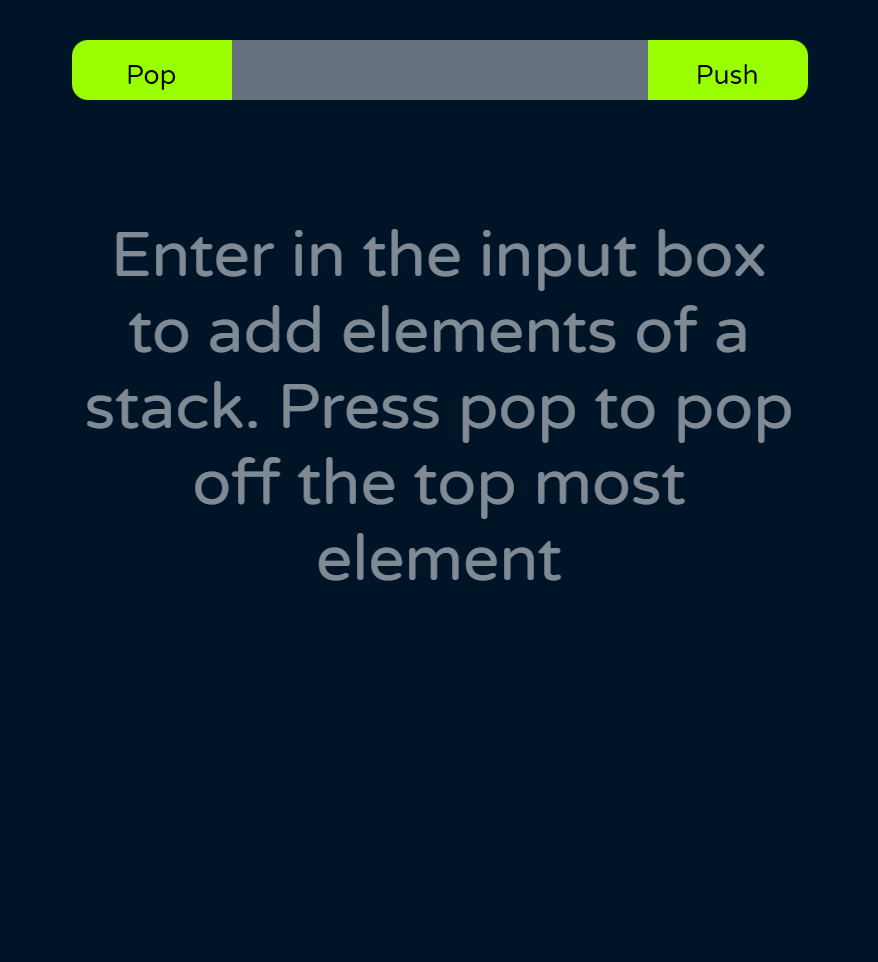 Pop
Push
Enter in the input box
to add elements of a
stack. Press pop to pop
off the top most
element